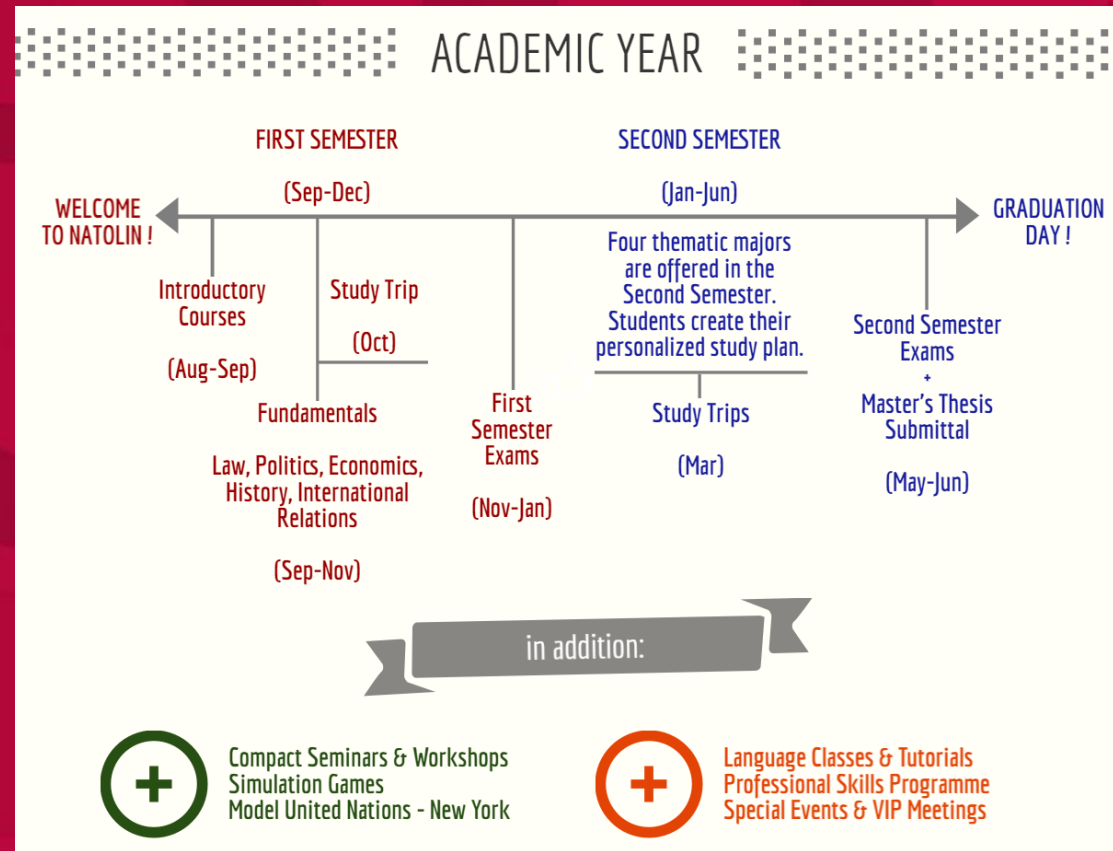 ACADEMIC YEAR
FIRST SEMESTER
(Sep-Dec)
SECOND SEMESTER
(Jan-Jun)
WELCOME
TO NATOLIN !
GRADUATION
DAY !
Introductory
Courses
(Aug-Sep)
Study Trip
(Oct)
Fundamentals
Law, Politics, Economics,
History, International
Relations
(Sep-Nov)
First
Semester
Exams
(Nov-Jan)
Four thematic majors
are offered in the
Second Semester.
Students create their
personalized study plan.
Study Trips
(Mar)
Second Semester
Exams
+
Master's Thesis
Submittal
(May-Jun)
in addition:
+
Compact Seminars & Workshops
Simulation Games
Model United Nations - New York
+
Language Classes & Tutorials
Professional Skills Programme
Special Events & VIP Meetings